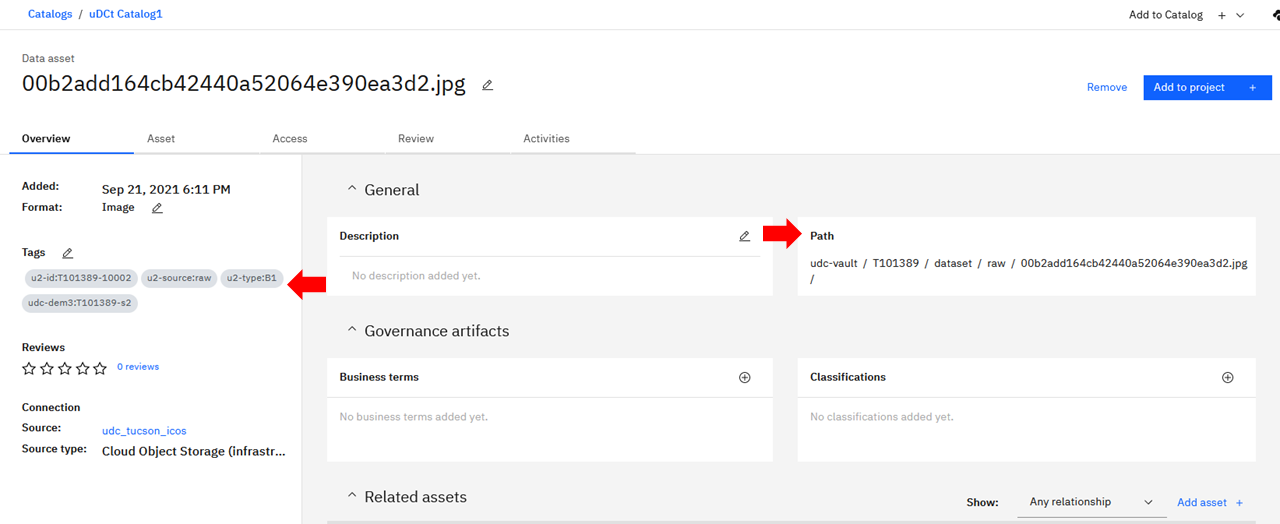 Catalogs / uDCt Catalog1
Add to Catalog +
Data asset
00b2add164cb42440a52064e390ea3d2.jpg
Remove
Add to project +
Overview
Asset
Access
Review
Activities
Added: Sep 21, 2021 6:11 PM
Format: Image
Tags
u2-id:T101389-10002
u2-source:raw
u2-type:B1
udc-dem3:T101389-s2
Reviews
0 reviews
Connection
Source: udc_tucson_icos
Source type: Cloud Object Storage (infrastr...
General
Description
No description added yet.
Path
udc-vault / T101389 / dataset / raw / 00b2add164cb42440a52064e390ea3d2.jpg
/
Governance artifacts
Business terms
No business terms added yet.
Classifications
No classifications added yet.
Related assets
Show: Any relationship
Add asset +